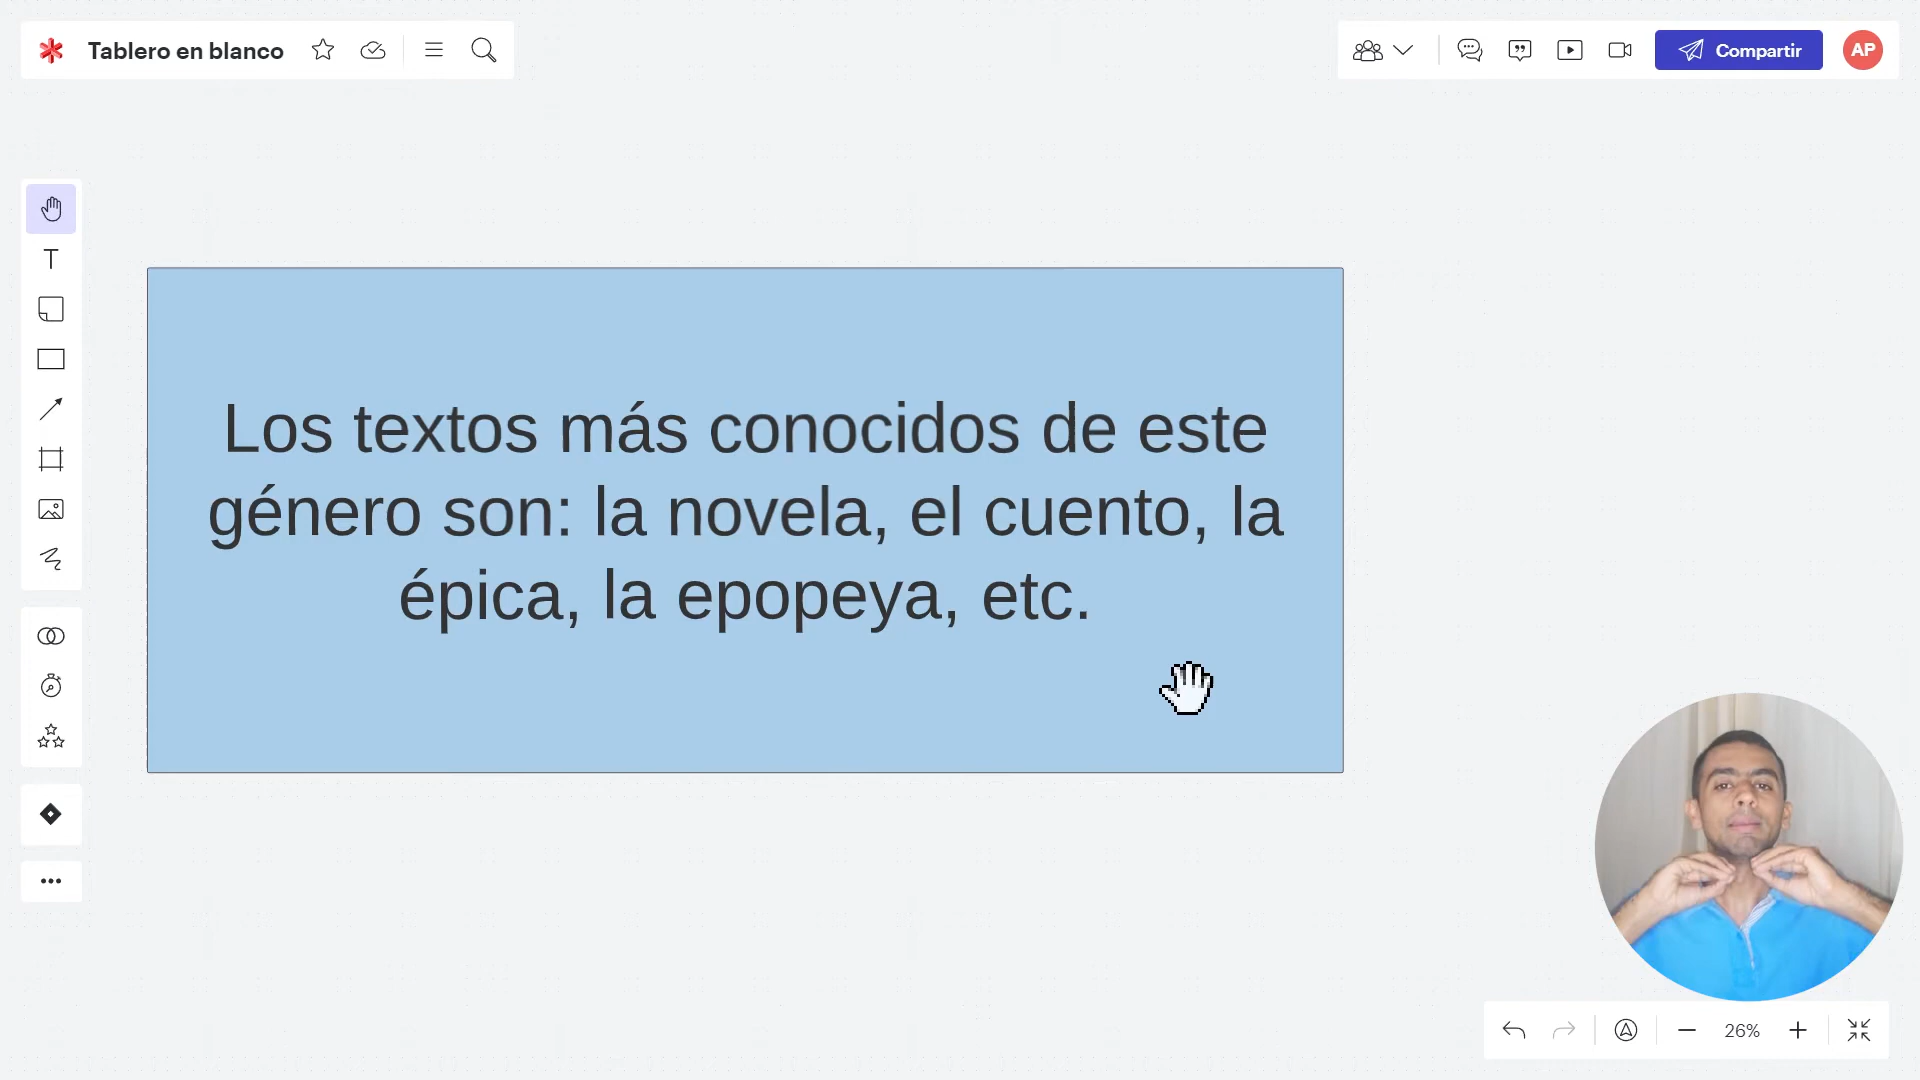 Tablero en blanco
Compartir
AP
T
Los textos más conocidos de este
género son: la novela, el cuento, la
épica, la epopeya, etc.
26%